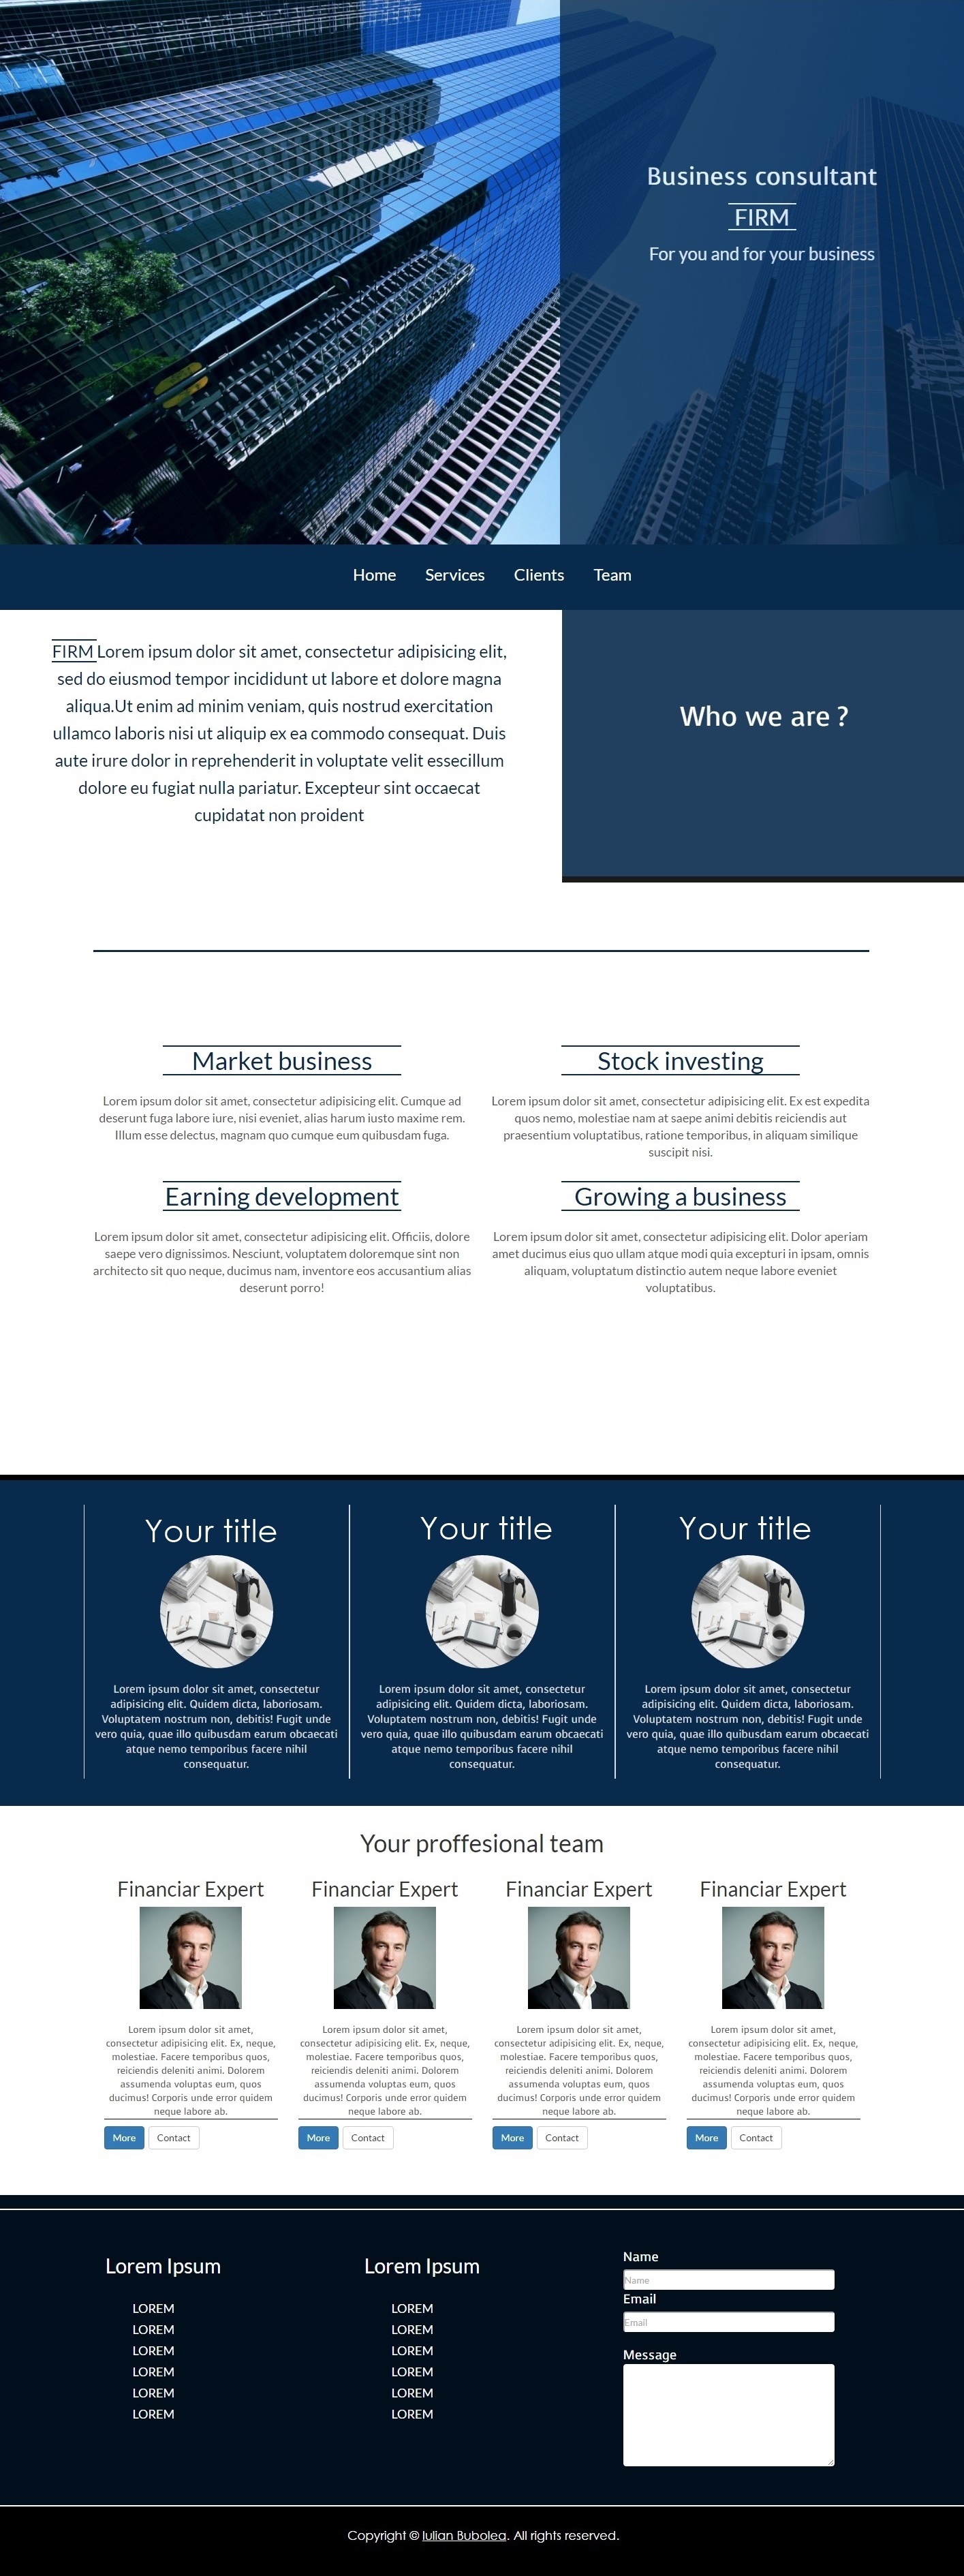 Business consultant
FIRM
For you and for your business
Home Services Clients Team
FIRM Lorem ipsum dolor sit amet, consectetur adipisicing elit,
sed do eiusmod tempor incididunt ut labore et dolore magna
aliqua.Ut enim ad minim veniam, quis nostrud exercitation
ullamco laboris nisi ut aliquip ex ea commodo consequat. Duis
aute irure dolor in reprehenderit in voluptate velit essecillum
dolore eu fugiat nulla pariatur. Excepteur sint occaecat
cupidatat non proident
Who we are ?
Market business
Lorem ipsum dolor sit amet, consectetur adipisicing elit. Cumque ad
deserunt fuga labore iure, nisi eveniet, alias harum iusto maxime rem.
Illum esse delectus, magnam quo cumque eum quibusdam fuga.
Stock investing
Lorem ipsum dolor sit amet, consectetur adipisicing elit. Ex est expedita
quos nemo, molestiae nam at saepe animi debitis reiciendis aut
praesentium voluptatibus, ratione temporibus, in aliquam similique
suscipit nisi.
Earning development
Lorem ipsum dolor sit amet, consectetur adipisicing elit. Officiis, dolore
saepe vero dignissimos. Nesciunt, voluptatem doloremque sint non
architecto sit quo neque, ducimus nam, inventore eos accusantium alias
deserunt porro!
Growing a business
Lorem ipsum dolor sit amet, consectetur adipisicing elit. Dolor aperiam
amet ducimus eius quo ullam atque modi quia excepturi in ipsam, omnis
aliquam, voluptatum distinctio autem neque labore eveniet
voluptatibus.
Your title
Lorem ipsum dolor sit amet, consectetur
adipisicing elit. Quidem dicta, laboriosam.
Voluptatem nostrum non, debitis! Fugit unde
vero quia, quae illo quibusdam earum obcaecati
atque nemo temporibus facere nihil
consequatur.
Your title
Lorem ipsum dolor sit amet, consectetur
adipisicing elit. Quidem dicta, laboriosam.
Voluptatem nostrum non, debitis! Fugit unde
vero quia, quae illo quibusdam earum obcaecati
atque nemo temporibus facere nihil
consequatur.
Your title
Lorem ipsum dolor sit amet, consectetur
adipisicing elit. Quidem dicta, laboriosam.
Voluptatem nostrum non, debitis! Fugit unde
vero quia, quae illo quibusdam earum obcaecati
atque nemo temporibus facere nihil
consequatur.
Your proffesional team
Financiar Expert
Lorem ipsum dolor sit amet,
consectetur adipisicing elit. Ex, neque,
molestiae. Facere temporibus quos,
reiciendis deleniti animi. Dolorem
assumenda voluptas eum, quos
ducimus! Corporis unde error quidem
neque labore ab.
More Contact
Financiar Expert
Lorem ipsum dolor sit amet,
consectetur adipisicing elit. Ex, neque,
molestiae. Facere temporibus quos,
reiciendis deleniti animi. Dolorem
assumenda voluptas eum, quos
ducimus! Corporis unde error quidem
neque labore ab.
More Contact
Financiar Expert
Lorem ipsum dolor sit amet,
consectetur adipisicing elit. Ex, neque,
molestiae. Facere temporibus quos,
reiciendis deleniti animi. Dolorem
assumenda voluptas eum, quos
ducimus! Corporis unde error quidem
neque labore ab.
More Contact
Financiar Expert
Lorem ipsum dolor sit amet,
consectetur adipisicing elit. Ex, neque,
molestiae. Facere temporibus quos,
reiciendis deleniti animi. Dolorem
assumenda voluptas eum, quos
ducimus! Corporis unde error quidem
neque labore ab.
More Contact
Lorem Ipsum
LOREM
LOREM
LOREM
LOREM
LOREM
LOREM
Lorem Ipsum
LOREM
LOREM
LOREM
LOREM
LOREM
LOREM
Name
Name
Email
Email
Message
Copyright © Iulian Bubolea. All rights reserved.